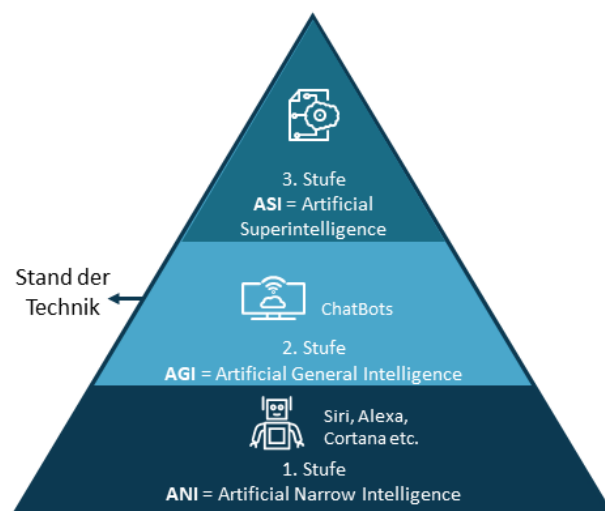 3. Stufe
ASI = Artificial
Superintelligence
Stand der
Technik
ChatBots
2. Stufe
AGI = Artificial General Intelligence
Siri, Alexa,
Cortana etc.
1. Stufe
ANI = Artificial Narrow Intelligence